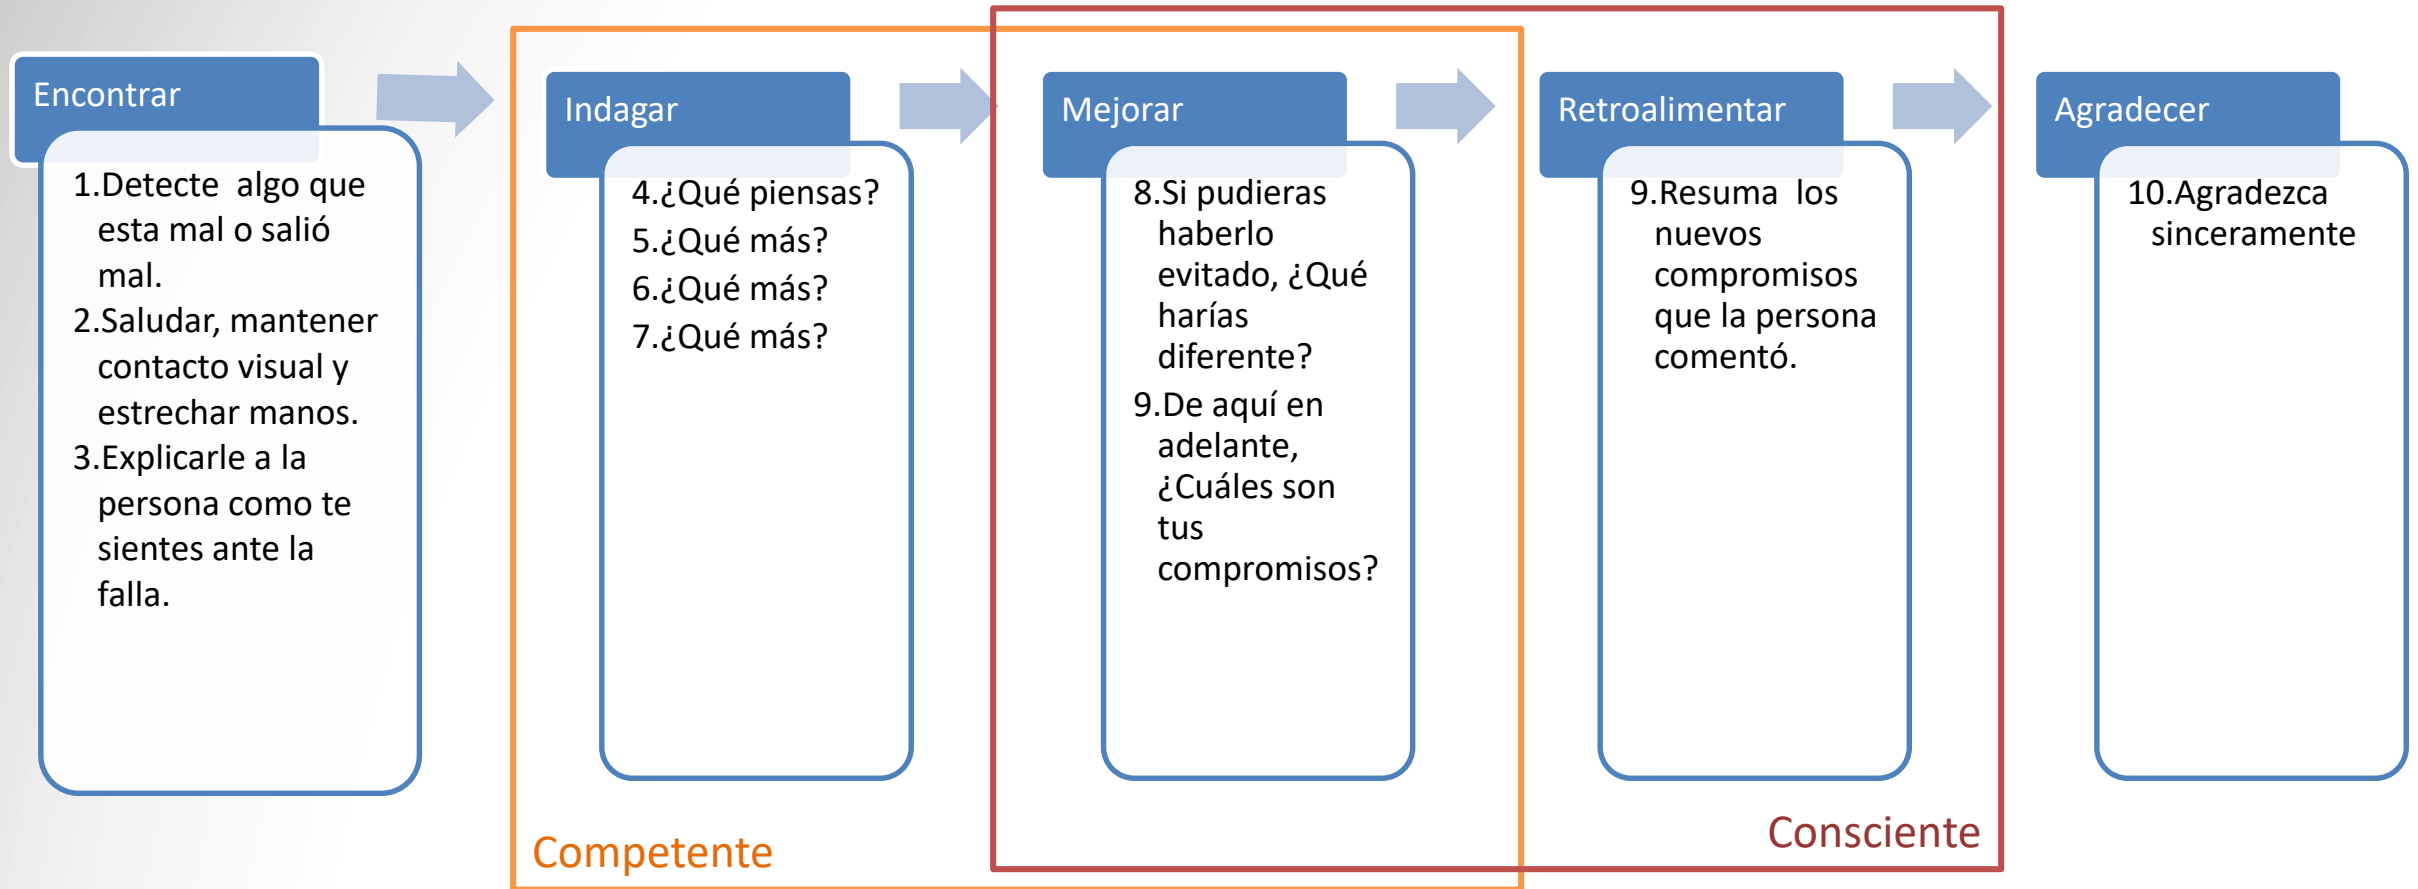 Encontrar
1.Detecte  algo que
esta mal o salió
mal.
2.Saludar, mantener
contacto visual y
estrechar manos.
3.Explicarle a la
persona como te
sientes ante la
falla.
Indagar
4.¿Qué piensas?
5.¿Qué más?
6.¿Qué más?
7.¿Qué más?
Mejorar
8.Si pudieras
haberlo
evitado, ¿Qué
harías
diferente?
9.De aquí en
adelante,
¿Cuáles son
tus
compromisos?
Retroalimentar
9.Resuma  los
nuevos
compromisos
que la persona
comentó.
Agradecer
10.Agradezca
sinceramente
Competente
Consciente